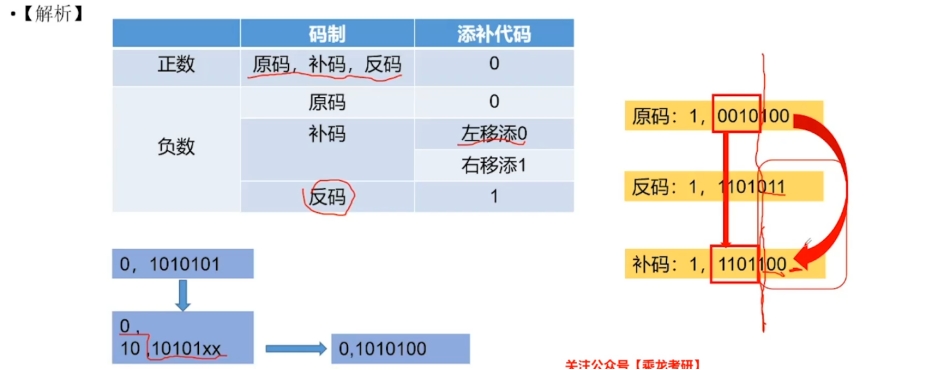 •【解析】
码制 添补代码
正数 原码，补码，反码 0
负数 原码 0
补码 左移添0
右移添1
反码 1
0，1010101
0，
10 ,10101xx
0,1010100
原码：1，0010100
反码：1，1101011
补码：1，1101100
关注公众号【乘龙考研】